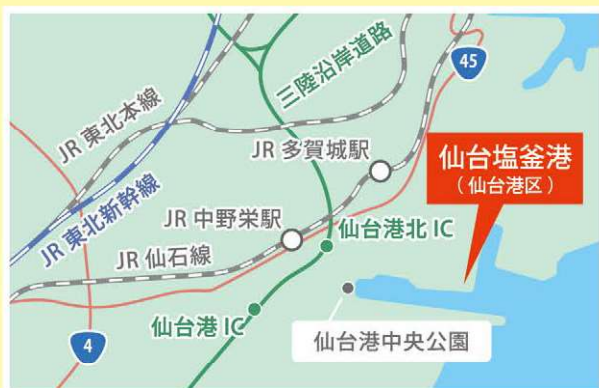 45
三陸沿岸道路
JR 東北本線
JR 多賀城駅
仙台塩釜港
（仙台港区）
JR 東北新幹線
JR 中野栄駅
仙台港北 IC
JR 仙石線
仙台港 IC
仙台港中央公園
4